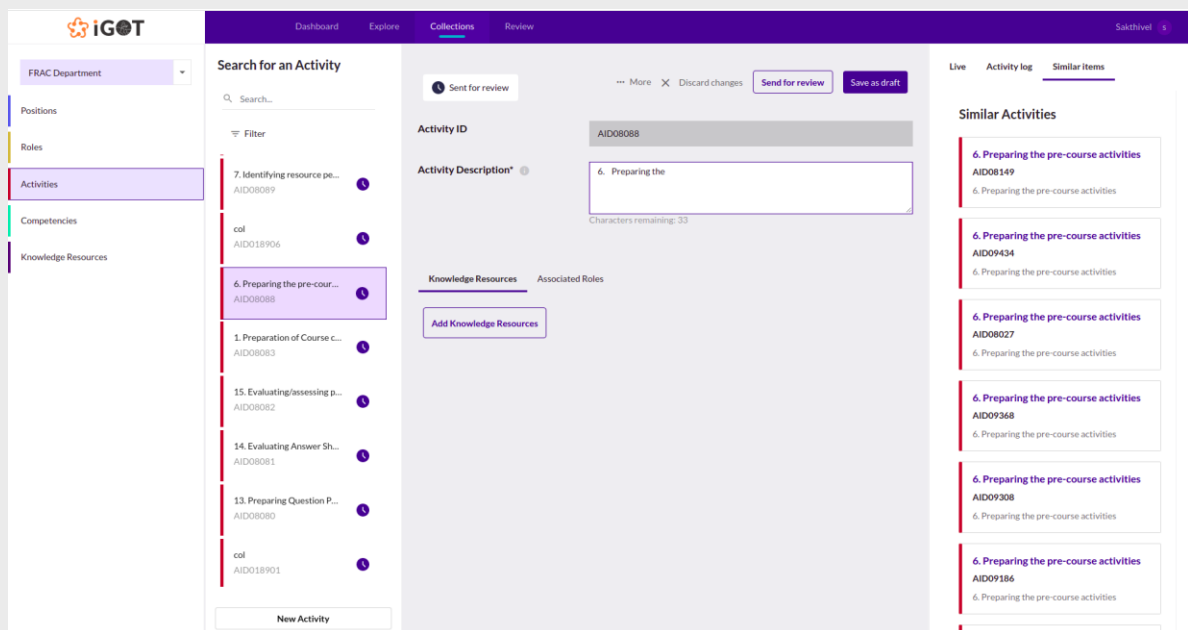 iGOT
Dashboard Explore Collections Review
Sakthivel S
FRAC Department
Positions
Roles
Activities
Competencies
Knowledge Resources
Search for an Activity
Search...
Filter
7. Identifying resource pe...
AID08089
col
AID018906
6. Preparing the pre-cour...
AID08088
1. Preparation of Course c...
AID08083
15. Evaluating/assessing p...
AID08082
14. Evaluating Answer Sh...
AID08081
13. Preparing Question P...
AID08080
col
AID018901
New Activity
Sent for review
More Discard changes Send for review Save as draft
Activity ID AID08088
Activity Description* 6. Preparing the
Characters remaining: 33
Knowledge Resources Associated Roles
Add Knowledge Resources
Live Activity log Similar items
Similar Activities
6. Preparing the pre-course activities
AID08149
6. Preparing the pre-course activities
6. Preparing the pre-course activities
AID09434
6. Preparing the pre-course activities
6. Preparing the pre-course activities
AID08027
6. Preparing the pre-course activities
6. Preparing the pre-course activities
AID09368
6. Preparing the pre-course activities
6. Preparing the pre-course activities
AID09308
6. Preparing the pre-course activities
6. Preparing the pre-course activities
AID09186
6. Preparing the pre-course activities